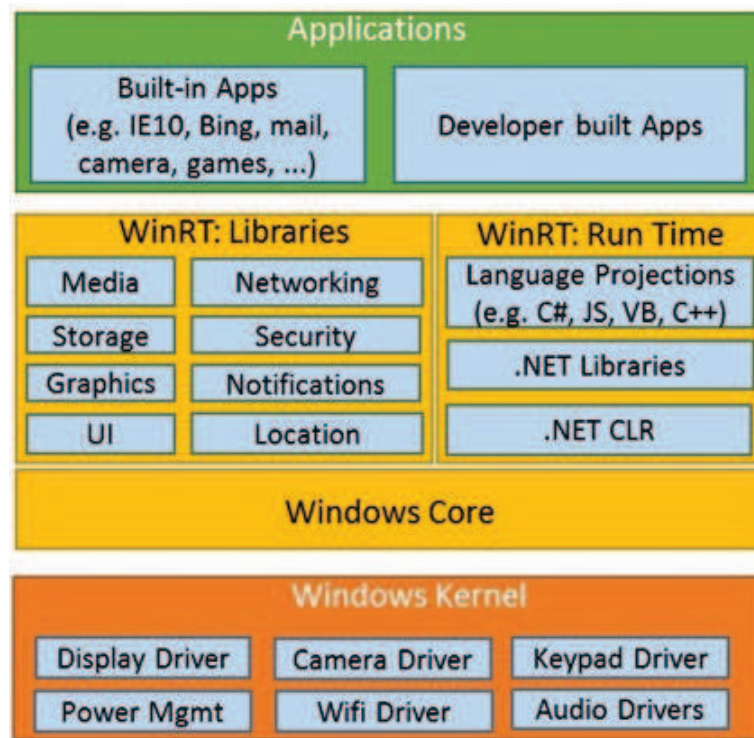 Applications
Built-in Apps
(e.g. IE10, Bing, mail,
camera, games, ...)
Developer built Apps
WinRT: Libraries
Media
Networking
Storage
Security
Graphics
Notifications
UI
Location
WinRT: Run Time
Language Projections
(e.g. C#, JS, VB, C++)
.NET Libraries
.NET CLR
Windows Core
Windows Kernel
Display Driver
Camera Driver
Keypad Driver
Power Mgmt
Wifi Driver
Audio Drivers